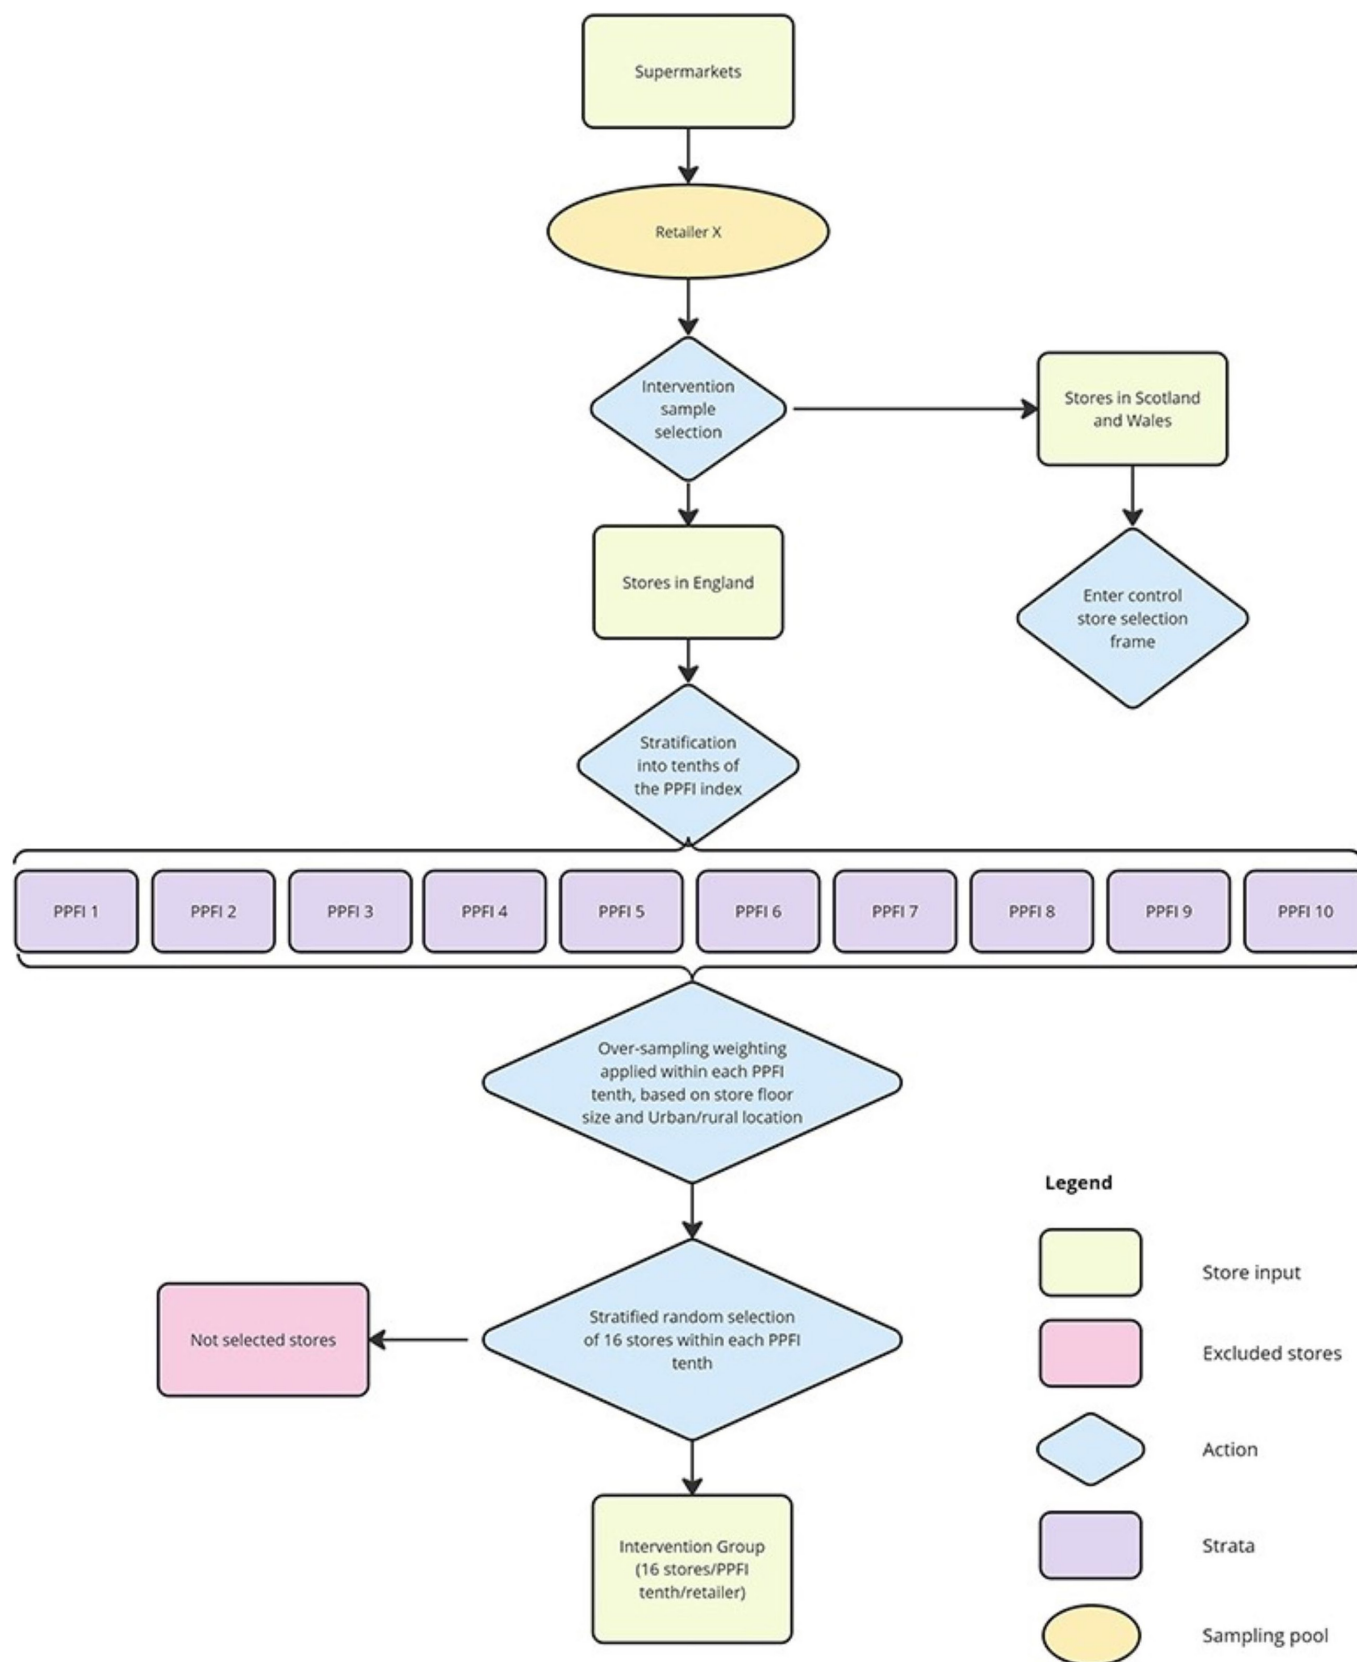 Supermarkets
Retailer X
Intervention
sample
selection
Stores in Scotland
and Wales
Stores in England
Enter control
store selection
frame
Stratification
into tenths of
the PPFI index
PPFI 1
PPFI 2
PPFI 3
PPFI 4
PPFI 5
PPFI 6
PPFI 7
PPFI 8
PPFI 9
PPFI 10
Over-sampling weighting
applied within each PPFI
tenth, based on store floor
size and Urban/rural location
Stratified random selection
of 16 stores within each PPFI
tenth
Not selected stores
Intervention Group
(16 stores/PPFI
tenth/retailer)
Legend
Store input
Excluded stores
Action
Strata
Sampling pool